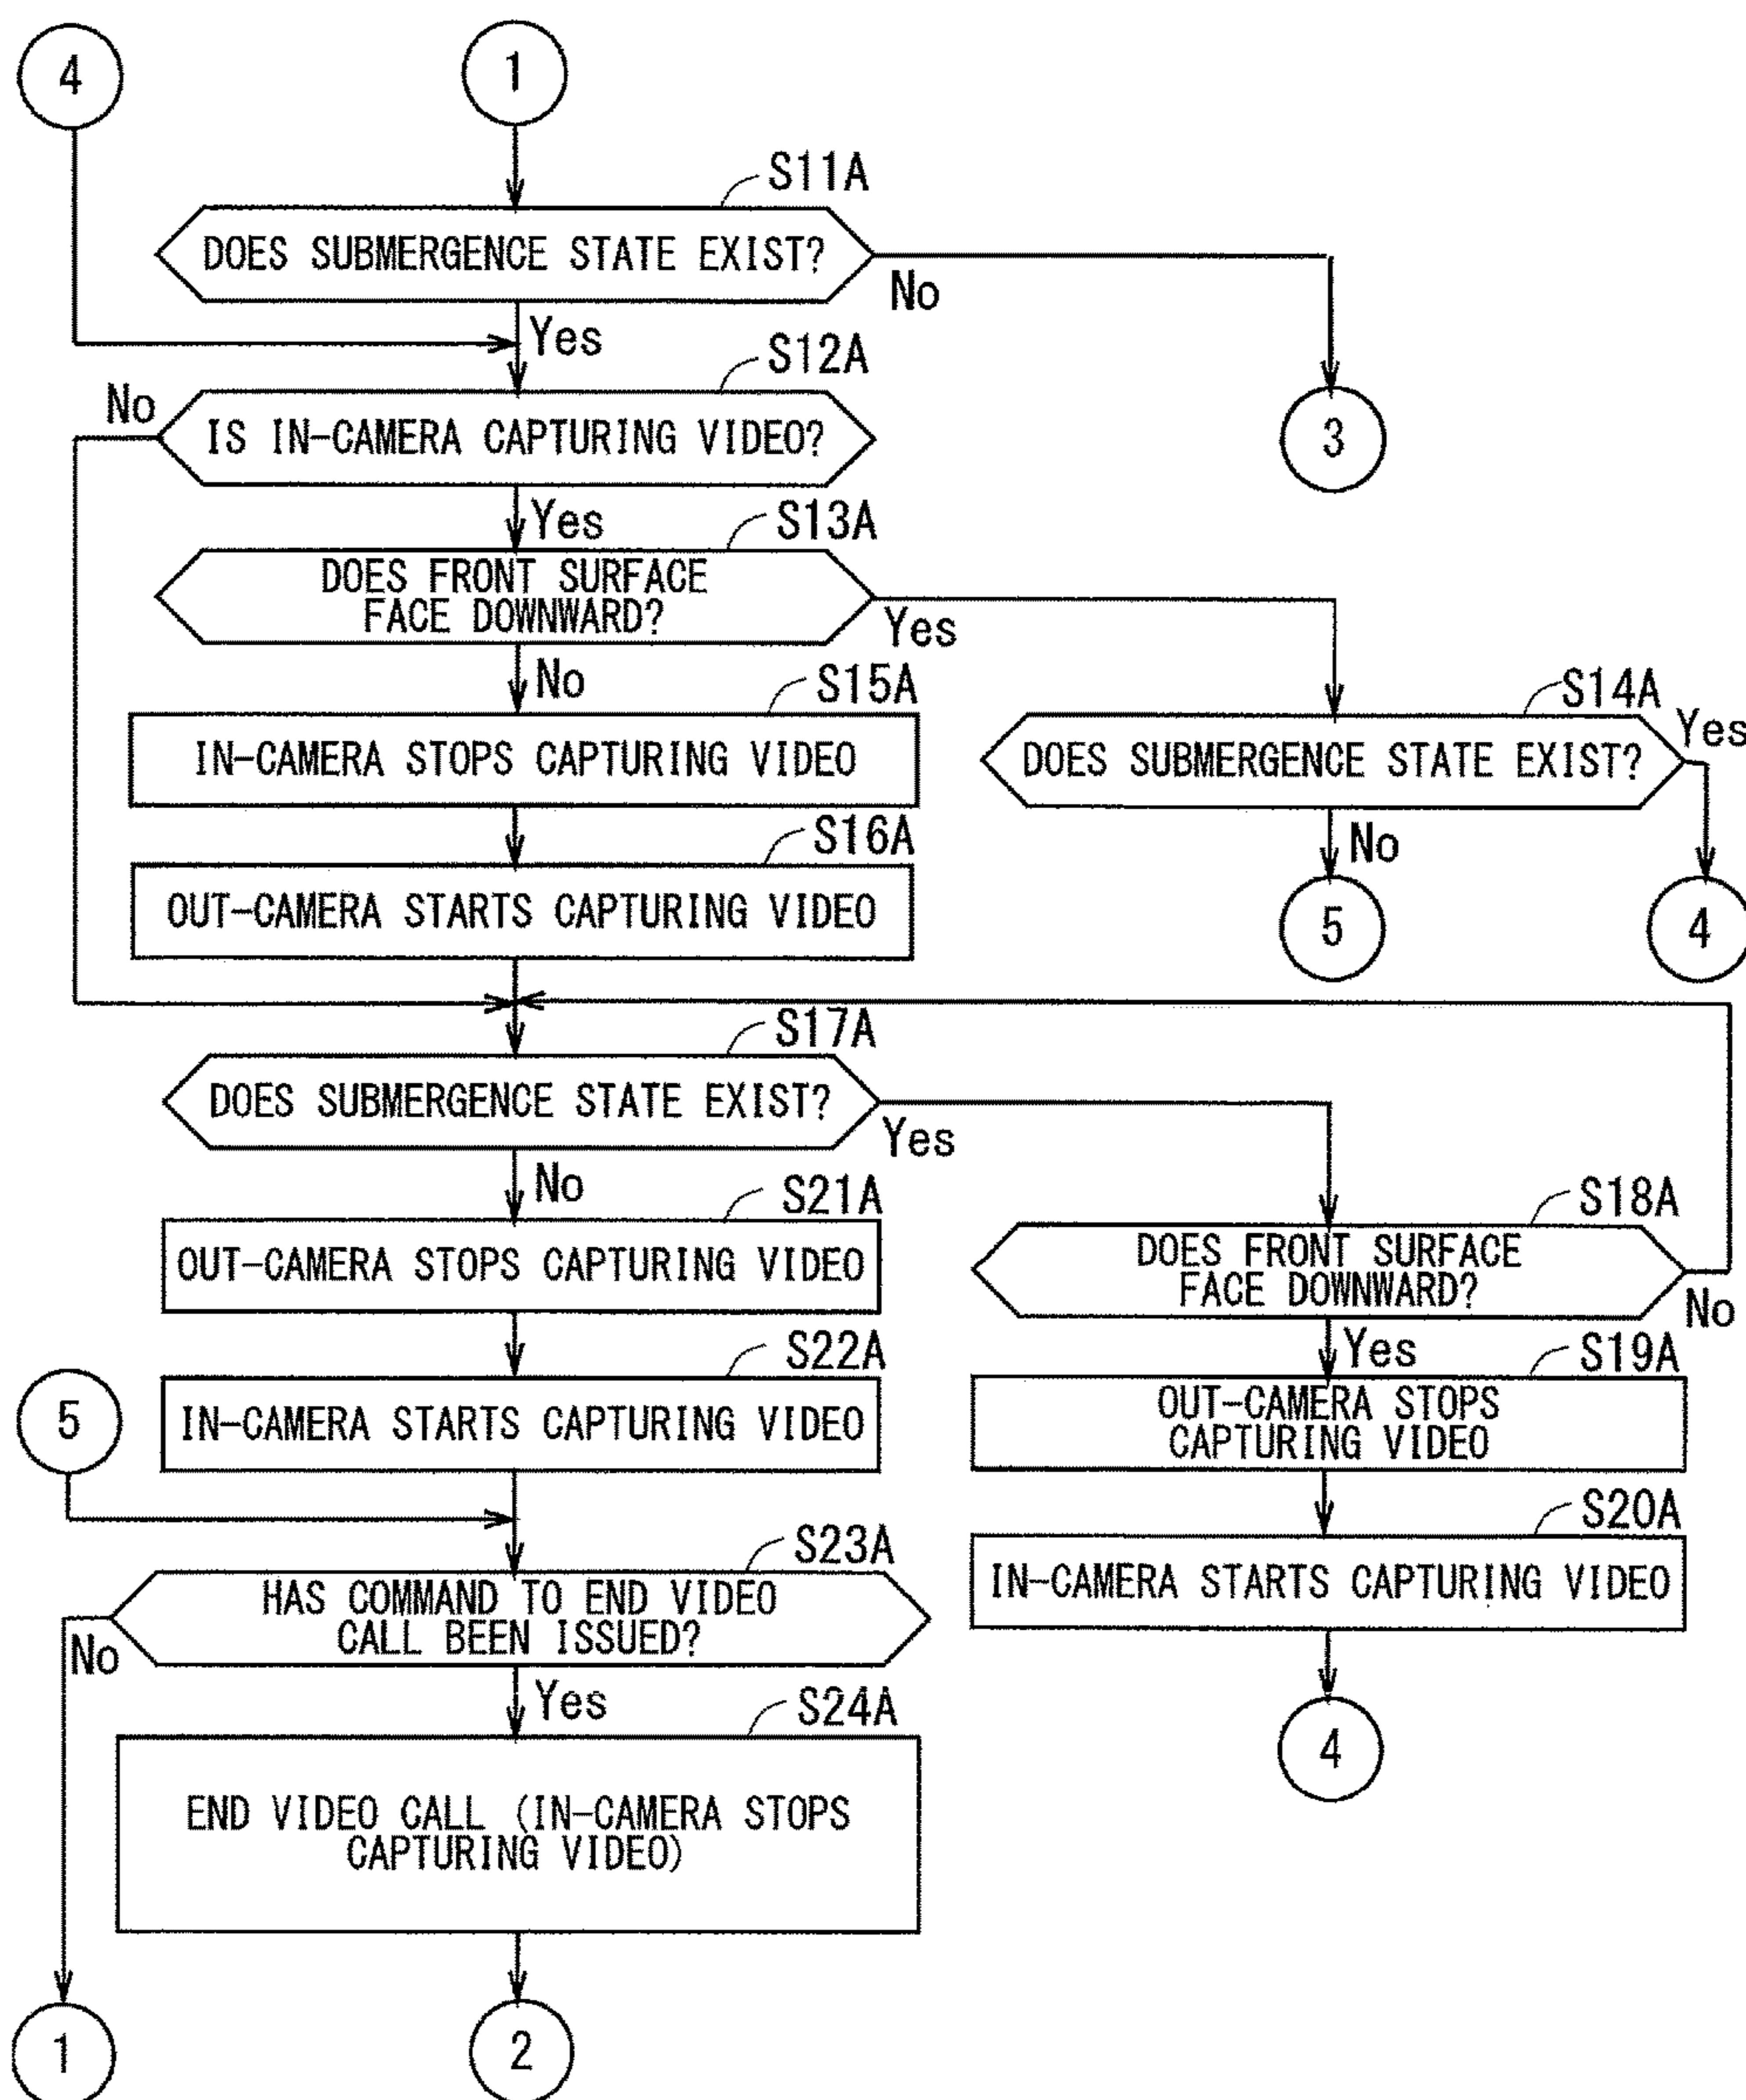 4
1
S11A
DOES SUBMERGENCE STATE EXIST?
No
Yes
S12A
No
IS IN-CAMERA CAPTURING VIDEO?
3
Yes
S13A
DOES FRONT SURFACE
FACE DOWNWARD?
Yes
No
S15A
S14A
Yes
IN-CAMERA STOPS CAPTURING VIDEO
DOES SUBMERGENCE STATE EXIST?
S16A
No
OUT-CAMERA STARTS CAPTURING VIDEO
5
4
S17A
DOES SUBMERGENCE STATE EXIST?
Yes
No
S21A
S18A
OUT-CAMERA STOPS CAPTURING VIDEO
DOES FRONT SURFACE
FACE DOWNWARD?
No
S22A
Yes
S19A
5
IN-CAMERA STARTS CAPTURING VIDEO
OUT-CAMERA STOPS
CAPTURING VIDEO
S23A
S20A
HAS COMMAND TO END VIDEO
CALL BEEN ISSUED?
IN-CAMERA STARTS CAPTURING VIDEO
No
Yes
S24A
4
END VIDEO CALL (IN-CAMERA STOPS
CAPTURING VIDEO)
1
2